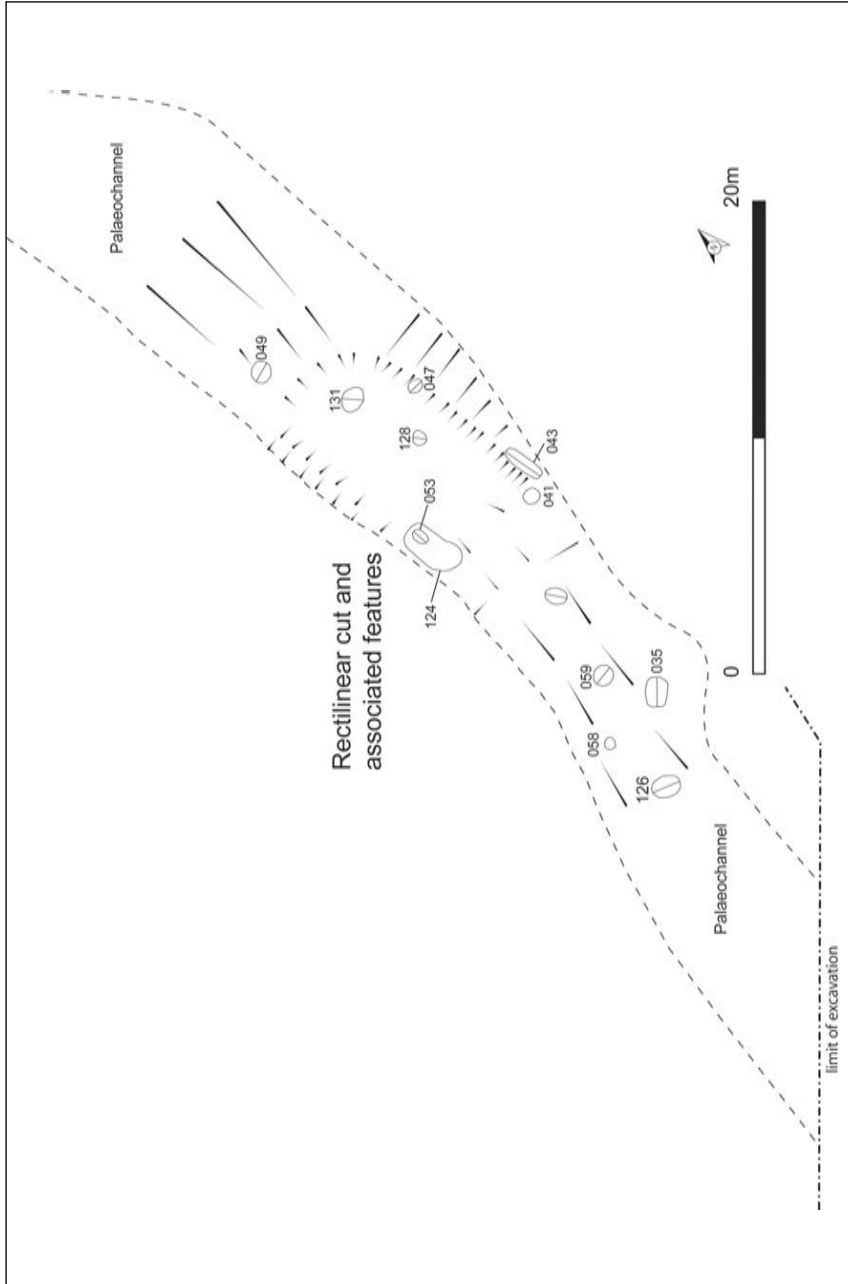 Palaeochannel
049
131
047
128
043
053
041
Rectilinear cut and
associated features
124
059
035
058
126
Palaeochannel
0
20m
N
limit of excavation